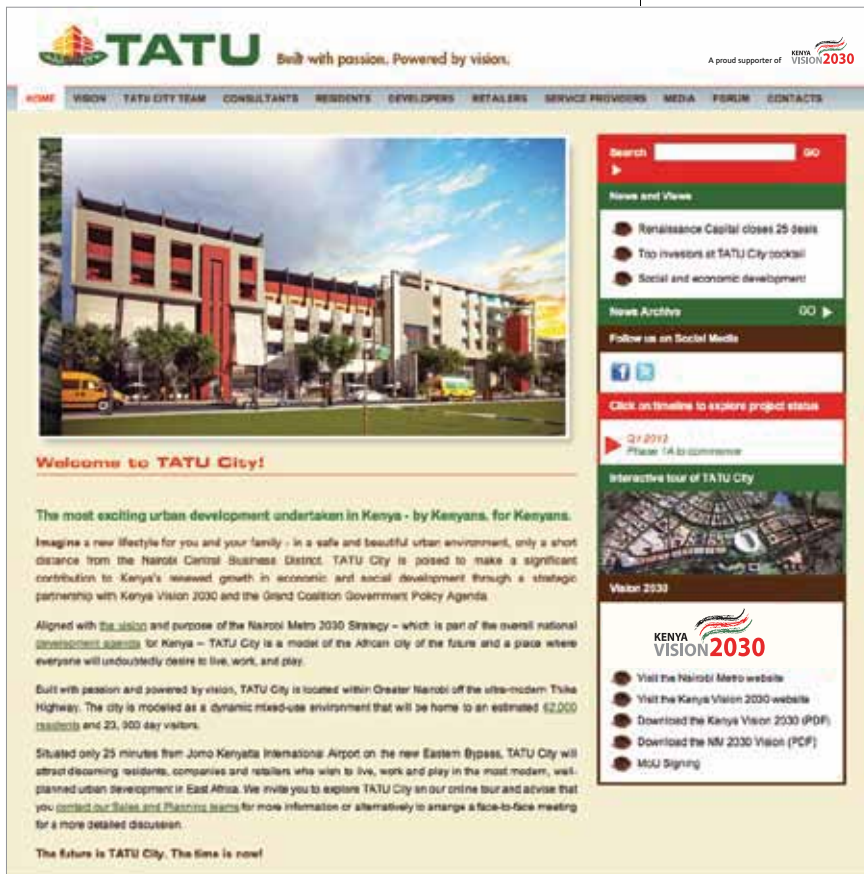 TATU Built with passion. Powered by vision.
A proud supporter of KENYA VISION 2030
HOME VISION TATU CITY TEAM CONSULTANTS RESIDENTS DEVELOPERS RETAILERS SERVICE PROVIDERS MEDIA FORUM CONTACTS
Welcome to TATU City!
The most exciting urban development undertaken in Kenya - by Kenyans, for Kenyans.
Imagine a new lifestyle for you and your family - in a safe and beautiful urban environment, only a short
distance from the Nairobi Central Business District. TATU City is poised to make a significant
contribution to Kenya's renewed growth in economic and social development through a strategic
partnership with Kenya Vision 2030 and the Grand Coalition Government Policy Agenda
Aligned with the vision and purpose of the Nairobi Metro 2030 Strategy – which is part of the overall national
development agenda for Kenya – TATU City is a model of the African city of the future and a place where
everyone will undoubtedly desire to live, work, and play.
Built with passion and powered by vision, TATU City is located within Greater Nairobi off the ultra-modern Thika
Highway. The city is modeled as a dynamic mixed-use environment that will be home to an estimated 62,000
residents and 23, 000 day visitors.
Situated only 25 minutes from Jomo Kenyatta International Airport on the new Eastern Bypass, TATU City will
attract discerning residents, companies and retailers who wish to live, work and play in the most modern, well-
planned urban development in East Africa. We invite you to explore TATU City on our online tour and advise that
you contact our Sales and Planning teams for more information or alternatively to arrange a face-to-face meeting
for a more detailed discussion.
The future is TATU City. The time is now!
Search GO
News and Views
Renaissance Capital closes 25 deals
Top investors at TATU City cocktail
Social and economic development
News Archive GO
Follow us on Social Media
Click on timeline to explore project status
Q1 2012
Phase 1A to commence
Interactive tour of TATU City
Vision 2030
KENYA
VISION 2030
Visit the Nairobi Metro website
Visit the Kenya Vision 2030 website
Download the Kenya Vision 2030 (PDF)
Download the NM 2030 Vision (PDF)
MoU Signing